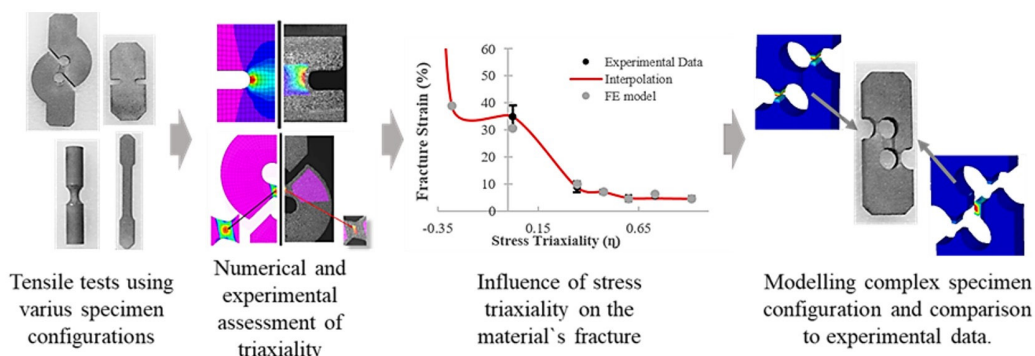 60
50
40
30
20
10
0
Fracture Strain (%)
Experimental Data
Interpolation
FE model
-0.35
0.15
0.65
Stress Triaxiality (η)
Tensile tests using
varius specimen
configurations
Numerical and
experimental
assessment of
triaxiality
Influence of stress
triaxiality on the
material`s fracture
Modelling complex specimen
configuration and comparison
to experimental data.